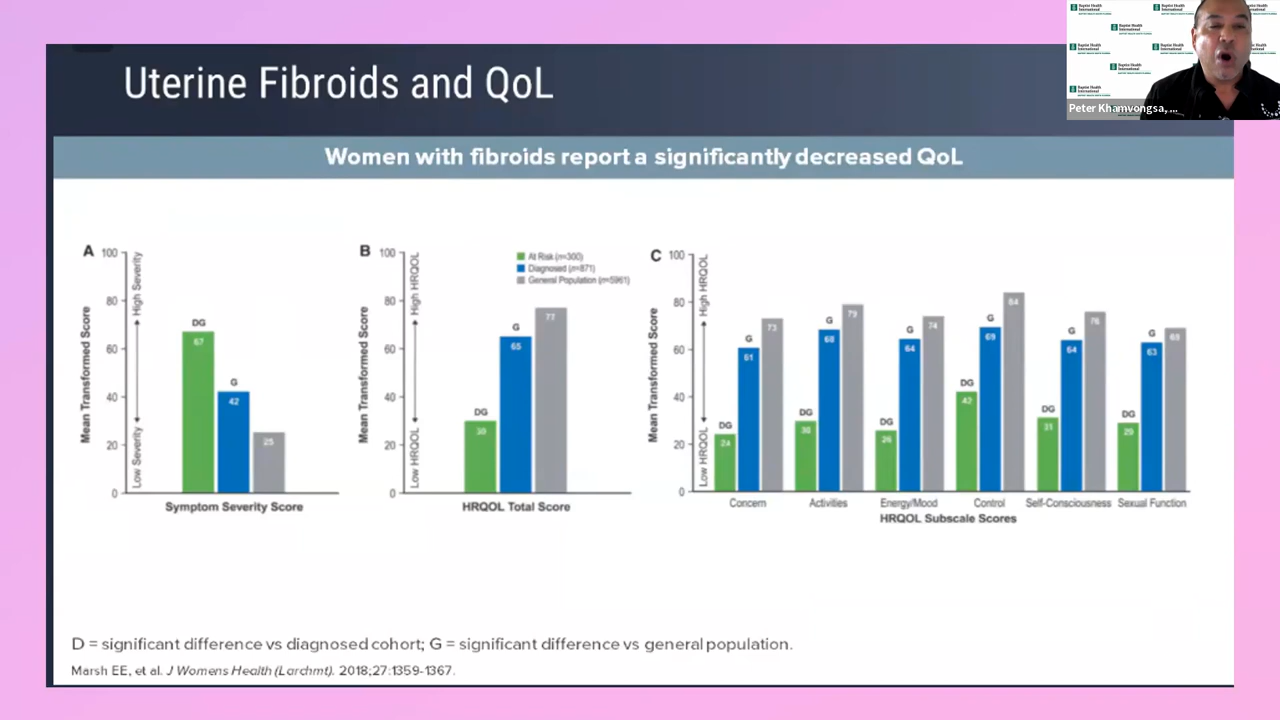 Uterine Fibroids and QoL
Baptist Health
International
Peter Khamvongsa, ...
Women with fibroids report a significantly decreased QoL
A
Mean Transformed Score
100
80
60
40
20
0
High Severity
Low Severity
DG
67
G
42
25
Symptom Severity Score
B
Mean Transformed Score
100
80
60
40
20
0
High HRQOL
Low HRQOL
At Risk (n=300)
Diagnosed (n=871)
General Population (n=5961)
DG
30
G
65
77
HRQOL Total Score
C
Mean Transformed Score
100
80
60
40
20
0
High HRQOL
Low HRQOL
DG
24
G
61
73
DG
30
G
68
79
DG
26
G
64
74
DG
42
G
69
84
DG
31
G
64
76
DG
29
G
63
69
Concern Activities Energy/Mood Control Self-Consciousness Sexual Function
HRQOL Subscale Scores
D = significant difference vs diagnosed cohort; G = significant difference vs general population.
Marsh EE, et al. J Womens Health (Larchmt). 2018;27:1359-1367.